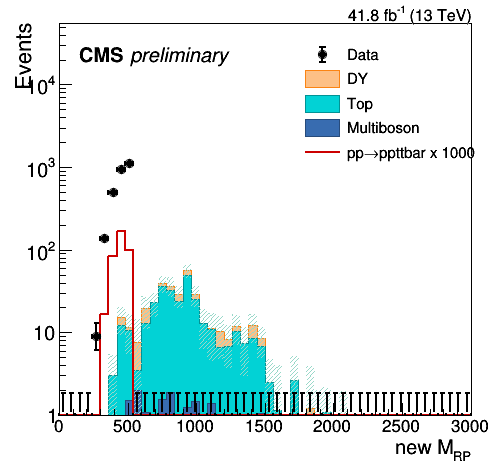 41.8 fb⁻¹ (13 TeV)
Events
CMS preliminary
Data
DY
Top
Multiboson
pp→ppttbar x 1000
10⁴
10³
10²
10
1
0 500 1000 1500 2000 2500 3000
new M_RP